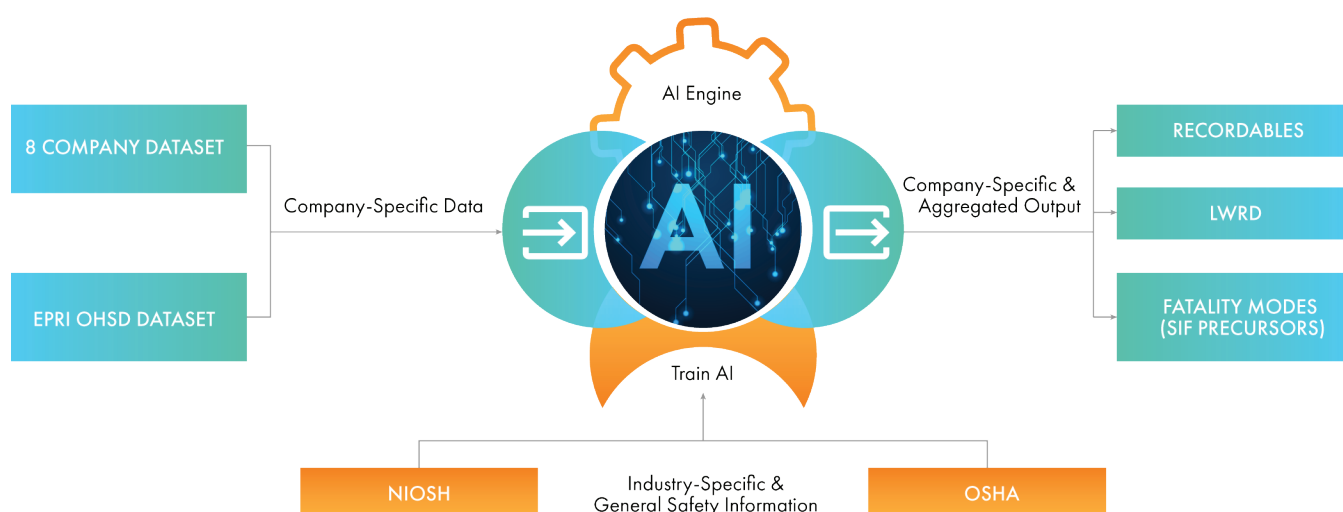 AI Engine
8 COMPANY DATASET
RECORDABLES
Company-Specific Data
AI
Company-Specific &
Aggregated Output
LWRD
EPRI OHSD DATASET
FATALITY MODES
(SIF PRECURSORS)
Train AI
NIOSH
Industry-Specific &
General Safety Information
OSHA